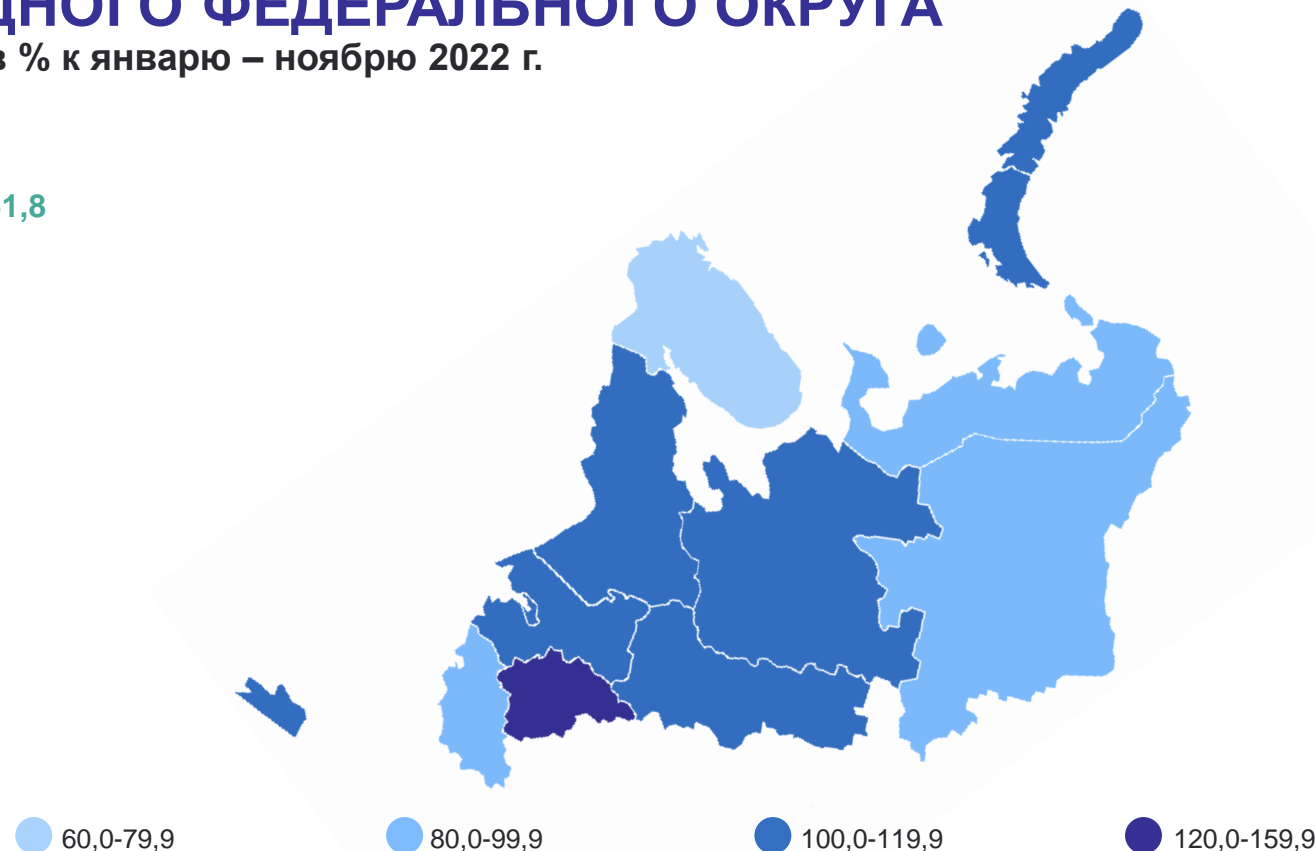 ДНОГО ФЕДЕРАЛЬНОГО ОКРУГА
в % к январю – ноябрю 2022 г.
1,8
60,0-79,9
80,0-99,9
100,0-119,9
120,0-159,9